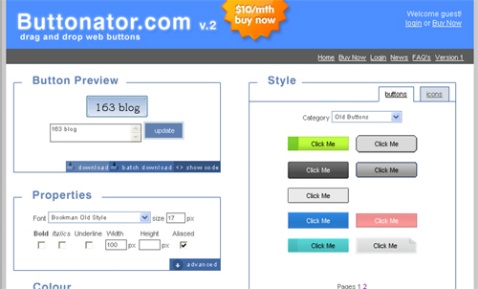 Buttonator.com v.2
drag and drop web buttons
$10/mth
buy now
Welcome guest!
login or Buy Now
Home Buy Now Login News FAQ's Version 1
Button Preview
163 blog
163 blog
update
download batch download <> show code
Properties
Font Bookman Old Style size 17 px
Bold Italics Underline Width Height Aliased
100 px px
advanced
Colour
Style
buttons icons
Category Old Buttons
Click Me Click Me
Click Me Click Me
Click Me
Click Me Click Me
Click Me Click Me
Pages 1 2